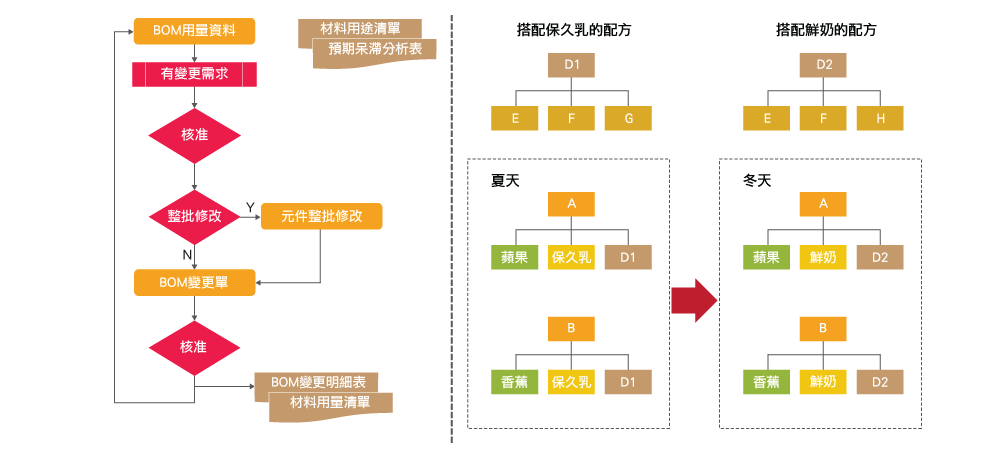 BOM用量資料
材料用途清單
預期呆滯分析表
有變更需求
核准
整批修改
Y
元件整批修改
N
BOM變更單
核准
BOM變更明細表
材料用量清單
搭配保久乳的配方
D1
E
F
G
夏天
A
蘋果
保久乳
D1
B
香蕉
保久乳
D1
搭配鮮奶的配方
D2
E
F
H
冬天
A
蘋果
鮮奶
D2
B
香蕉
鮮奶
D2